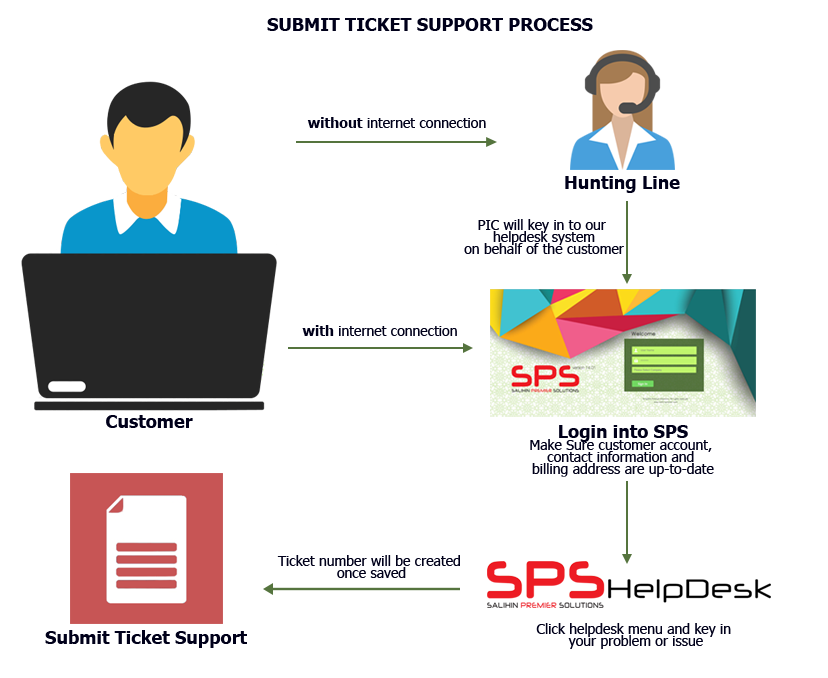 SUBMIT TICKET SUPPORT PROCESS
without internet connection
Hunting Line
PIC will key in to our
helpdesk system
on behalf of the customer
with internet connection
Welcome
SPS
SALIHIN PREMIER SOLUTIONS
Sign In
Customer
Login into SPS
Make Sure customer account,
contact information and
billing address are up-to-date
Ticket number will be created
once saved
SPS HelpDesk
SALIHIN PREMIER SOLUTIONS
Submit Ticket Support
Click helpdesk menu and key in
your problem or issue